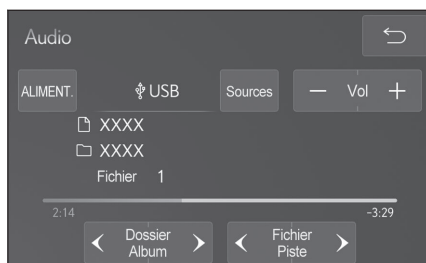 Audio
ALIMENT. USB Sources − Vol +
XXXX
XXXX
Fichier 1
2:14 -3:29
Dossier Fichier
Album Piste